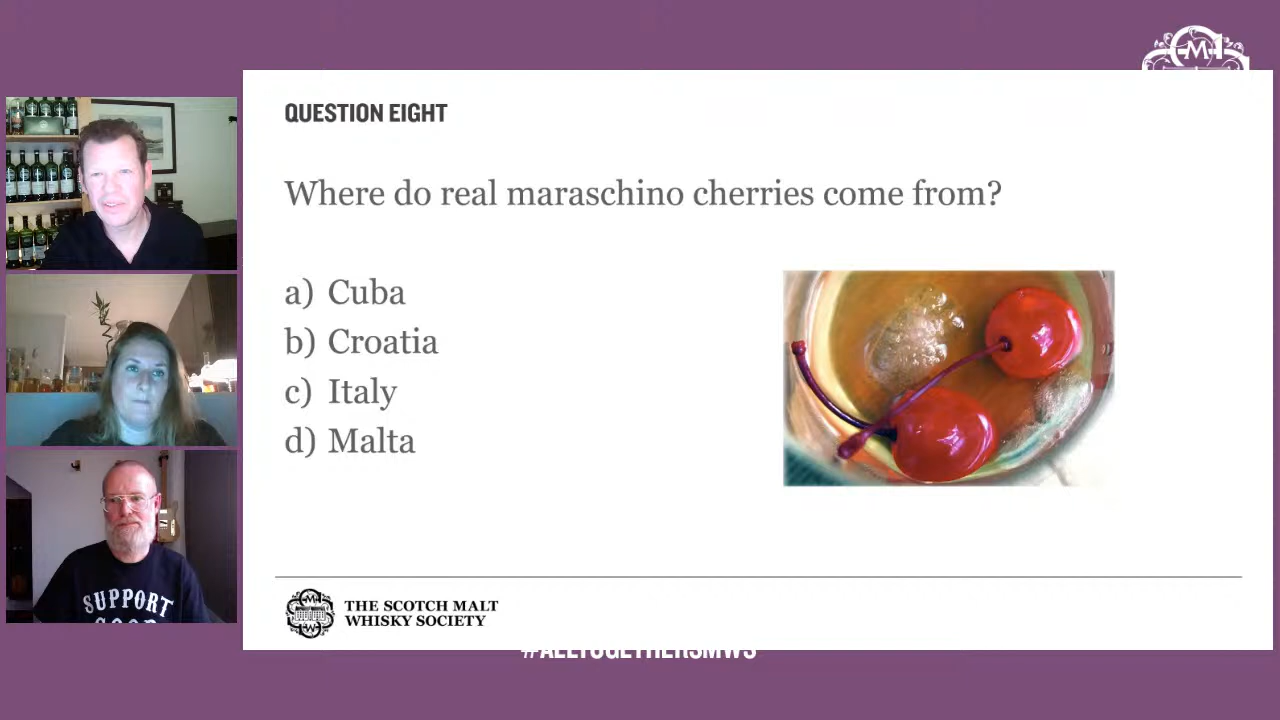 QUESTION EIGHT
Where do real maraschino cherries come from?
a) Cuba
b) Croatia
c) Italy
d) Malta
SUPPORT
THE SCOTCH MALT
WHISKY SOCIETY
#ALLTOGETHERSMWS